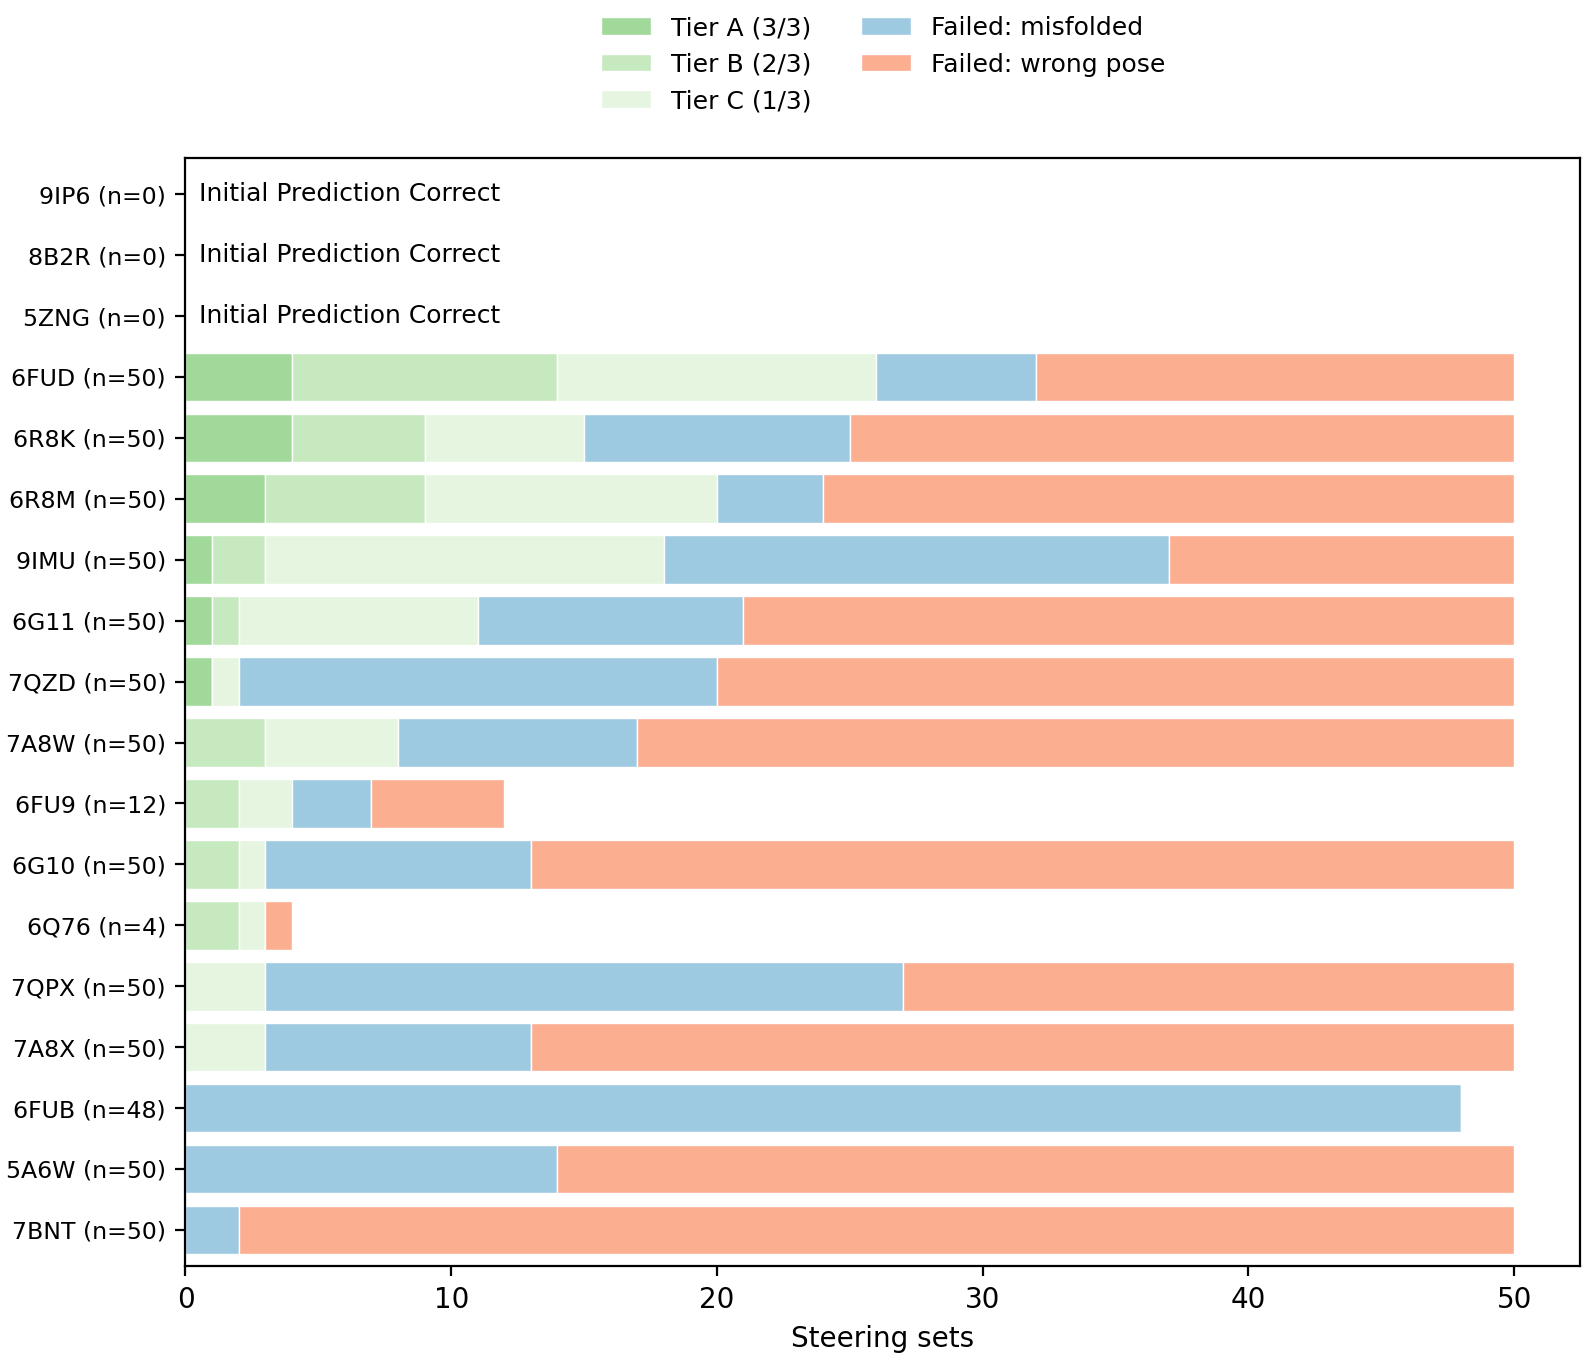 Tier A (3/3)
Tier B (2/3)
Tier C (1/3)
Failed: misfolded
Failed: wrong pose
9IP6 (n=0)
Initial Prediction Correct
8B2R (n=0)
Initial Prediction Correct
5ZNG (n=0)
Initial Prediction Correct
6FUD (n=50)
6R8K (n=50)
6R8M (n=50)
9IMU (n=50)
6G11 (n=50)
7QZD (n=50)
7A8W (n=50)
6FU9 (n=12)
6G10 (n=50)
6Q76 (n=4)
7QPX (n=50)
7A8X (n=50)
6FUB (n=48)
5A6W (n=50)
7BNT (n=50)
0 10 20 30 40 50
Steering sets